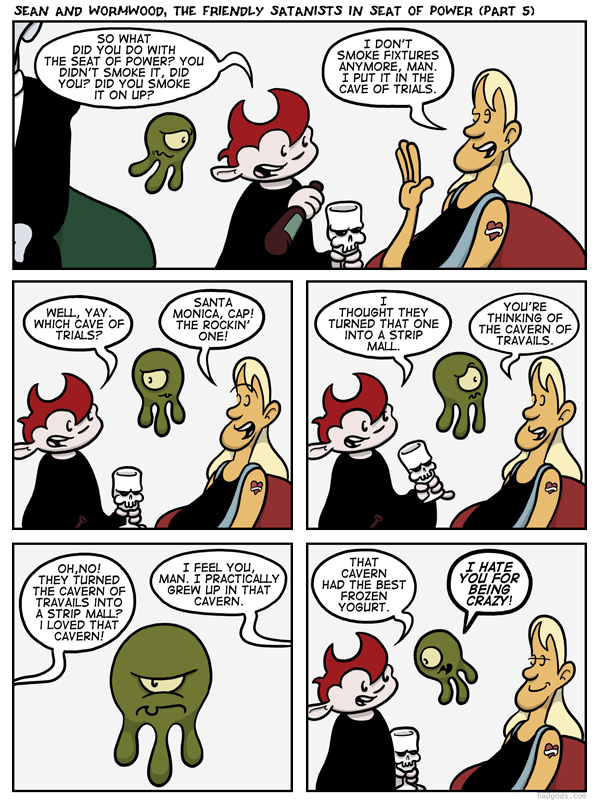 SEAN AND WORMWOOD, THE FRIENDLY SATANISTS IN SEAT OF POWER (PART 5)
SO WHAT
DID YOU DO WITH
THE SEAT OF POWER? YOU
DIDN'T SMOKE IT, DID
YOU? DID YOU SMOKE
IT ON UP?
I DON'T
SMOKE FIXTURES
ANYMORE, MAN.
I PUT IT IN THE
CAVE OF TRIALS.
WELL, YAY.
WHICH CAVE OF
TRIALS?
SANTA
MONICA, CAP!
THE ROCKIN'
ONE!
I
THOUGHT THEY
TURNED THAT ONE
INTO A STRIP
MALL.
YOU'RE
THINKING OF
THE CAVERN OF
TRAVAILS.
OH,NO!
THEY TURNED
THE CAVERN OF
TRAVAILS INTO
A STRIP MALL?
I LOVED THAT
CAVERN!
I FEEL YOU,
MAN. I PRACTICALLY
GREW UP IN THAT
CAVERN.
THAT
CAVERN
HAD THE BEST
FROZEN
YOGURT.
I HATE
YOU FOR
BEING
CRAZY!
badgods.com